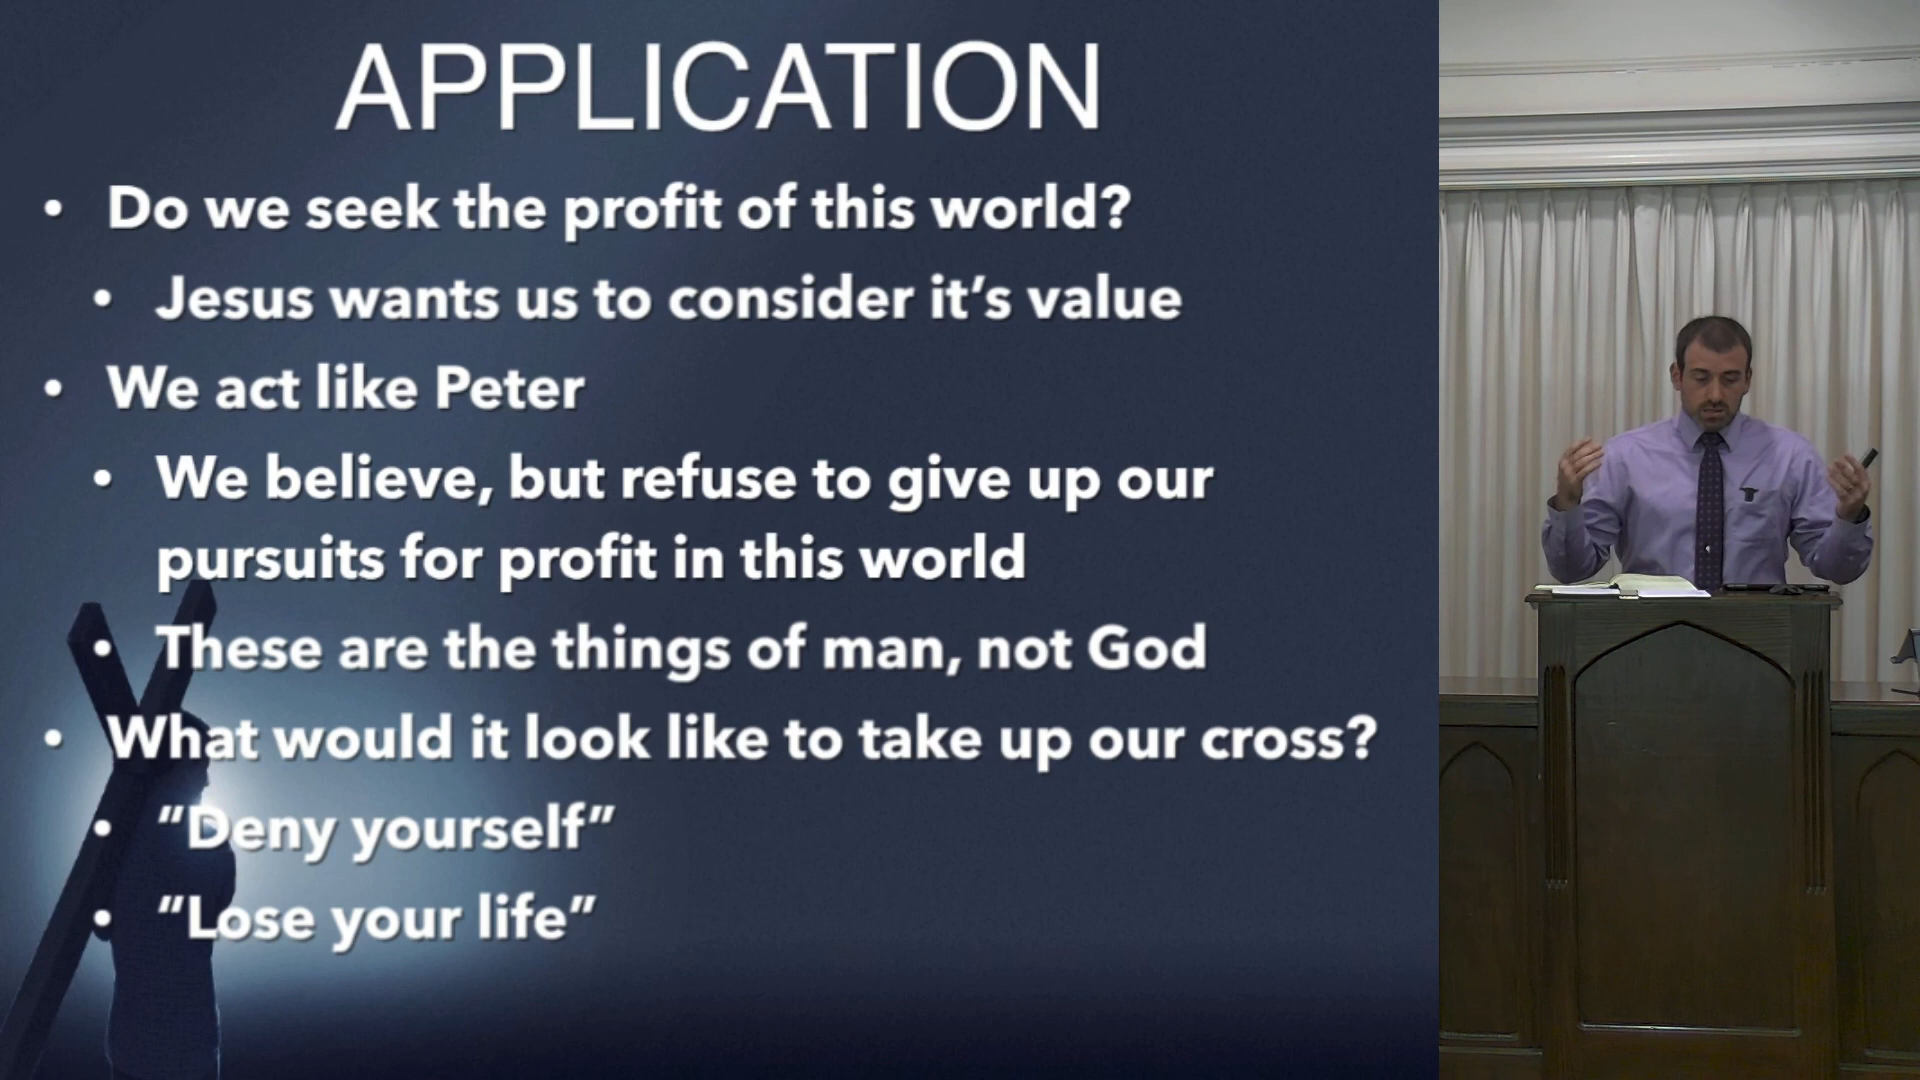 APPLICATION
• Do we seek the profit of this world?
• Jesus wants us to consider it’s value
• We act like Peter
• We believe, but refuse to give up our
pursuits for profit in this world
• These are the things of man, not God
• What would it look like to take up our cross?
• “Deny yourself”
• “Lose your life”